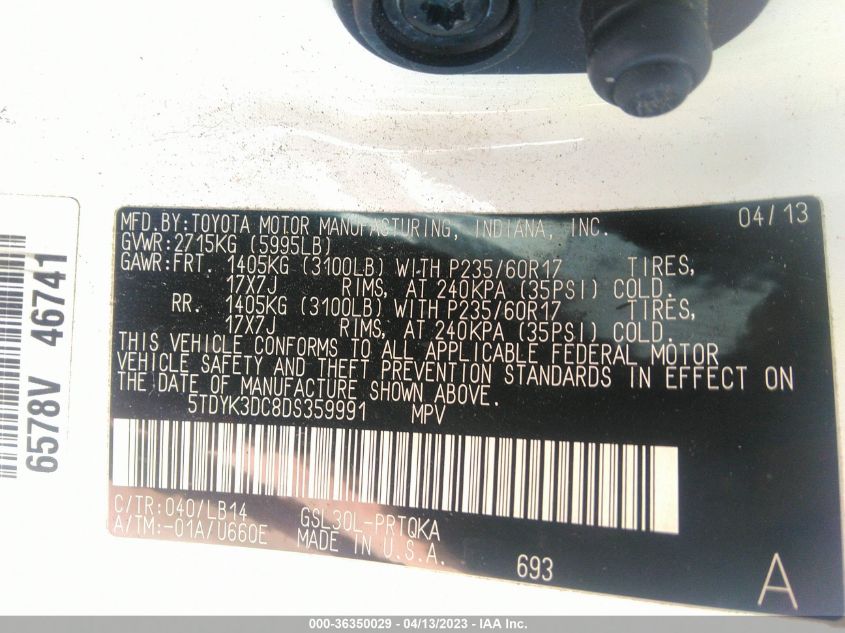 MFD.BY:TOYOTA MOTOR MANUFACTURING, INDIANA, INC. 04/13
GVWR:2715KG (5995LB)
GAWR:FRT. 1405KG (3100LB) WITH P235/60R17 TIRES,
17X7J RIMS, AT 240KPA (35PSI) COLD.
RR. 1405KG (3100LB) WITH P235/60R17 TIRES,
17X7J RIMS, AT 240KPA (35PSI) COLD.
THIS VEHICLE CONFORMS TO ALL APPLICABLE FEDERAL MOTOR
VEHICLE SAFETY AND THEFT PREVENTION STANDARDS IN EFFECT ON
THE DATE OF MANUFACTURE SHOWN ABOVE.
5TDYK3DC8DS359991 MPV
C/TR:040/LB14 GSL30L-PRTQKA
A/TM:-01A/U660E MADE IN U.S.A.
693
A
6578V 46741
000-36350029 - 04/13/2023 - IAA Inc.